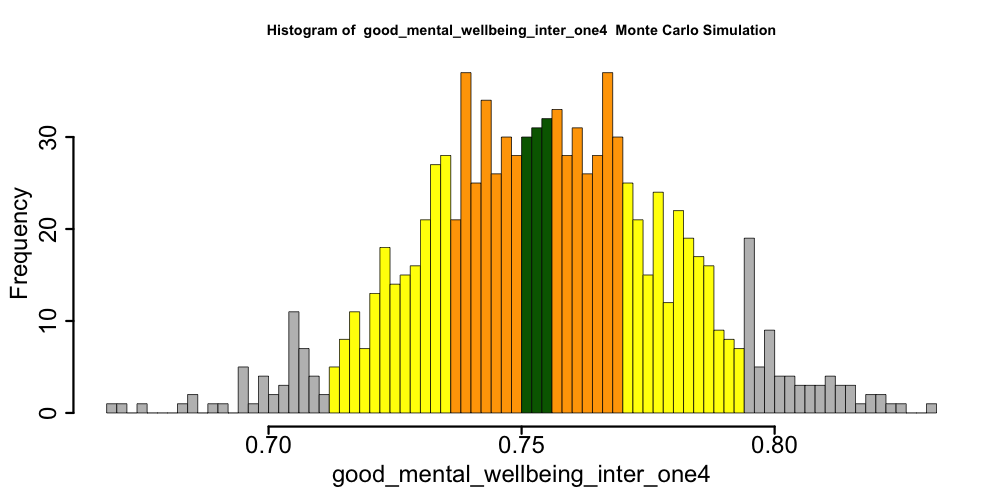 Histogram of  good_mental_wellbeing_inter_one4  Monte Carlo Simulation
Frequency
30
20
10
0
0.70 0.75 0.80
good_mental_wellbeing_inter_one4